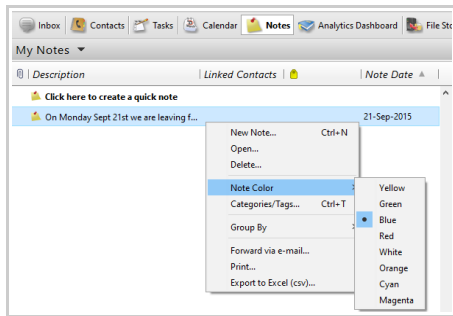 Inbox Contacts Tasks Calendar Notes Analytics Dashboard File Sto
My Notes
Description Linked Contacts Note Date
Click here to create a quick note
On Monday Sept 21st we are leaving f... 21-Sep-2015
New Note... Ctrl+N
Open...
Delete...
Note Color
Categories/Tags... Ctrl+T
Group By
Forward via e-mail...
Print...
Export to Excel (csv)...
Yellow
Green
Blue
Red
White
Orange
Cyan
Magenta